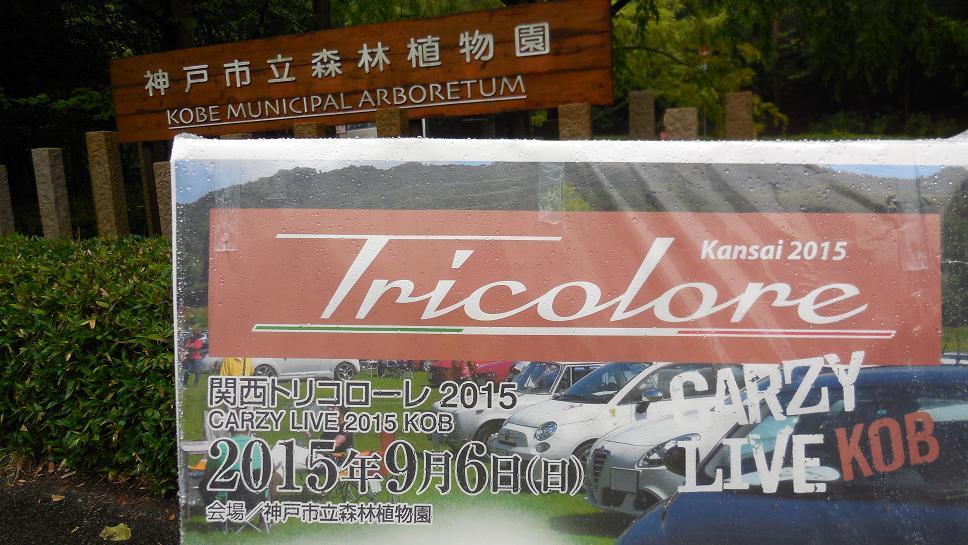 神戸市立森林植物園
KOBE MUNICIPAL ARBORETUM
Kansai 2015
Tricolore
関西トリコローレ 2015
CARZY LIVE 2015 KOB
2015年9月6日(日)
会場／神戸市立森林植物園
CARZY
LIVE KOB